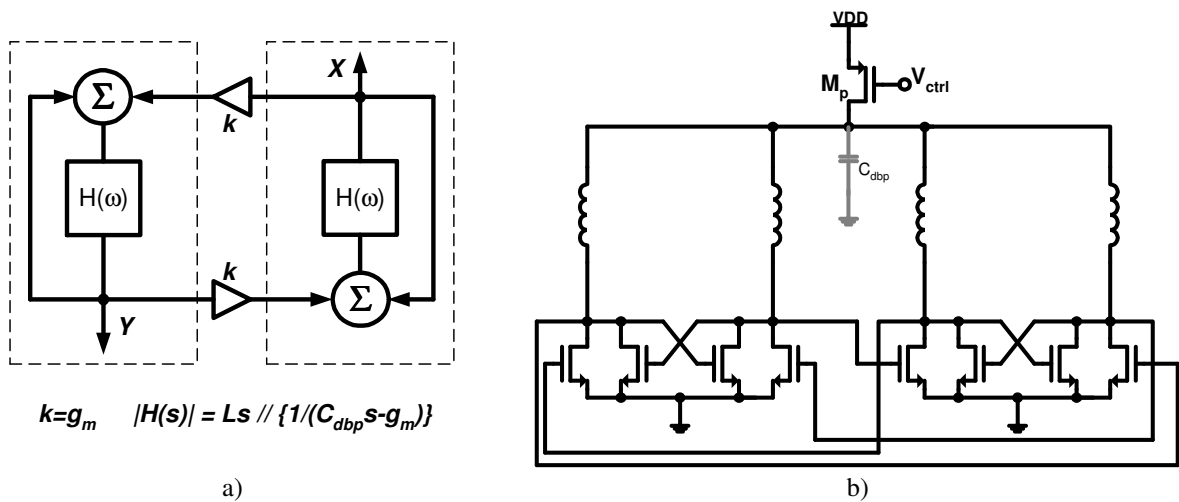 X
Σ
k
H(ω)
H(ω)
k
Σ
Y
k=gm |H(s)| = Ls // {1/(Cdbps-gm)}
a)
VDD
Mp
Vctrl
Cdbp
b)